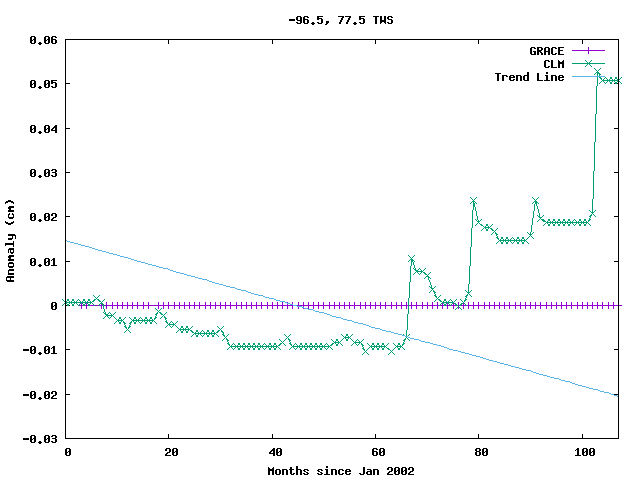 -96.5, 77.5 TWS
0.06
0.05
0.04
0.03
0.02
0.01
0
-0.01
-0.02
-0.03
Anomaly (cm)
GRACE
CLM
Trend Line
0 20 40 60 80 100
Months since Jan 2002